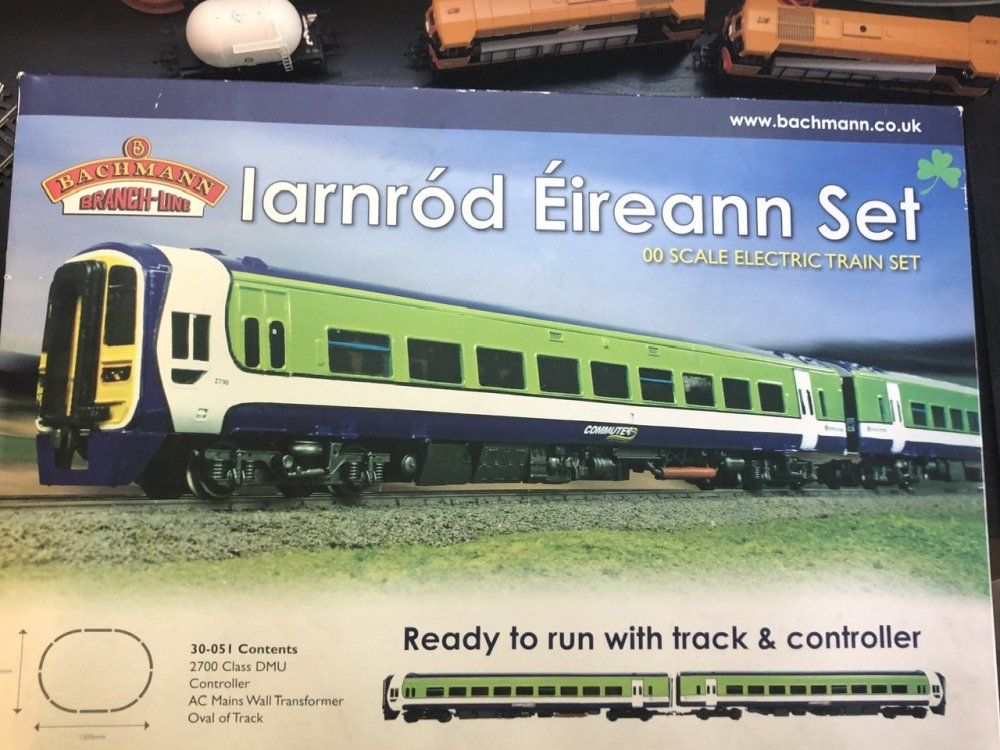 www.bachmann.co.uk
BACHMANN
BRANCH-LINE
Iarnród Éireann Set
00 SCALE ELECTRIC TRAIN SET
2700
COMMUTER
Ready to run with track & controller
30-051 Contents
2700 Class DMU
Controller
AC Mains Wall Transformer
Oval of Track